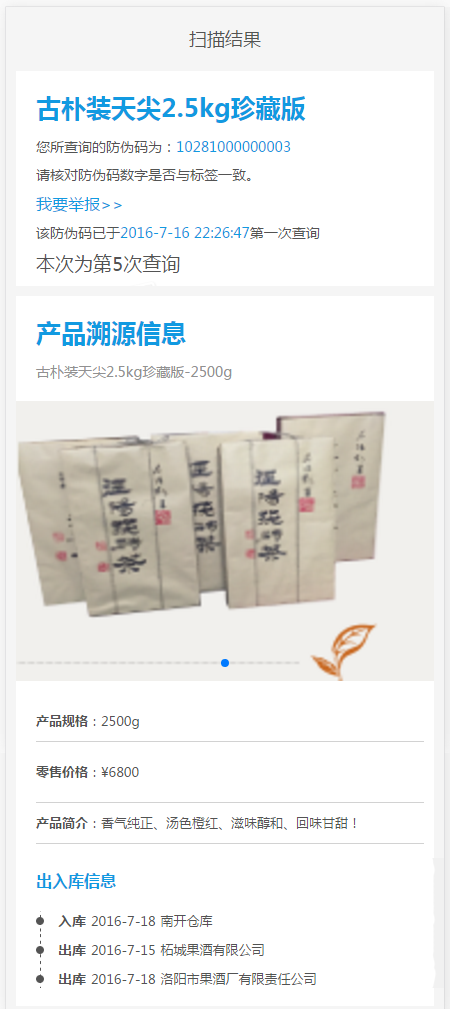 扫描结果
古朴装天尖2.5kg珍藏版
您所查询的防伪码为：10281000000003
请核对防伪码数字是否与标签一致。
我要举报>>
该防伪码已于2016-7-16 22:26:47第一次查询
本次为第5次查询
产品溯源信息
古朴装天尖2.5kg珍藏版-2500g
产品规格：2500g
零售价格：¥6800
产品简介：香气纯正、汤色橙红、滋味醇和、回味甘甜！
出入库信息
入库 2016-7-18 南开仓库
出库 2016-7-15 柘城果酒有限公司
出库 2016-7-18 洛阳市果酒厂有限责任公司